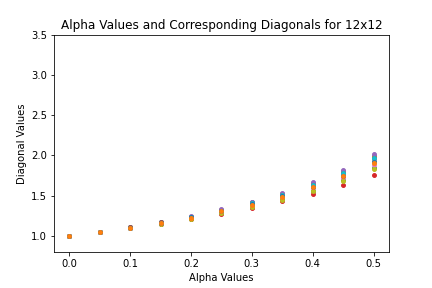 Alpha Values and Corresponding Diagonals for 12x12
3.5
3.0
2.5
2.0
1.5
1.0
Diagonal Values
0.0 0.1 0.2 0.3 0.4 0.5
Alpha Values